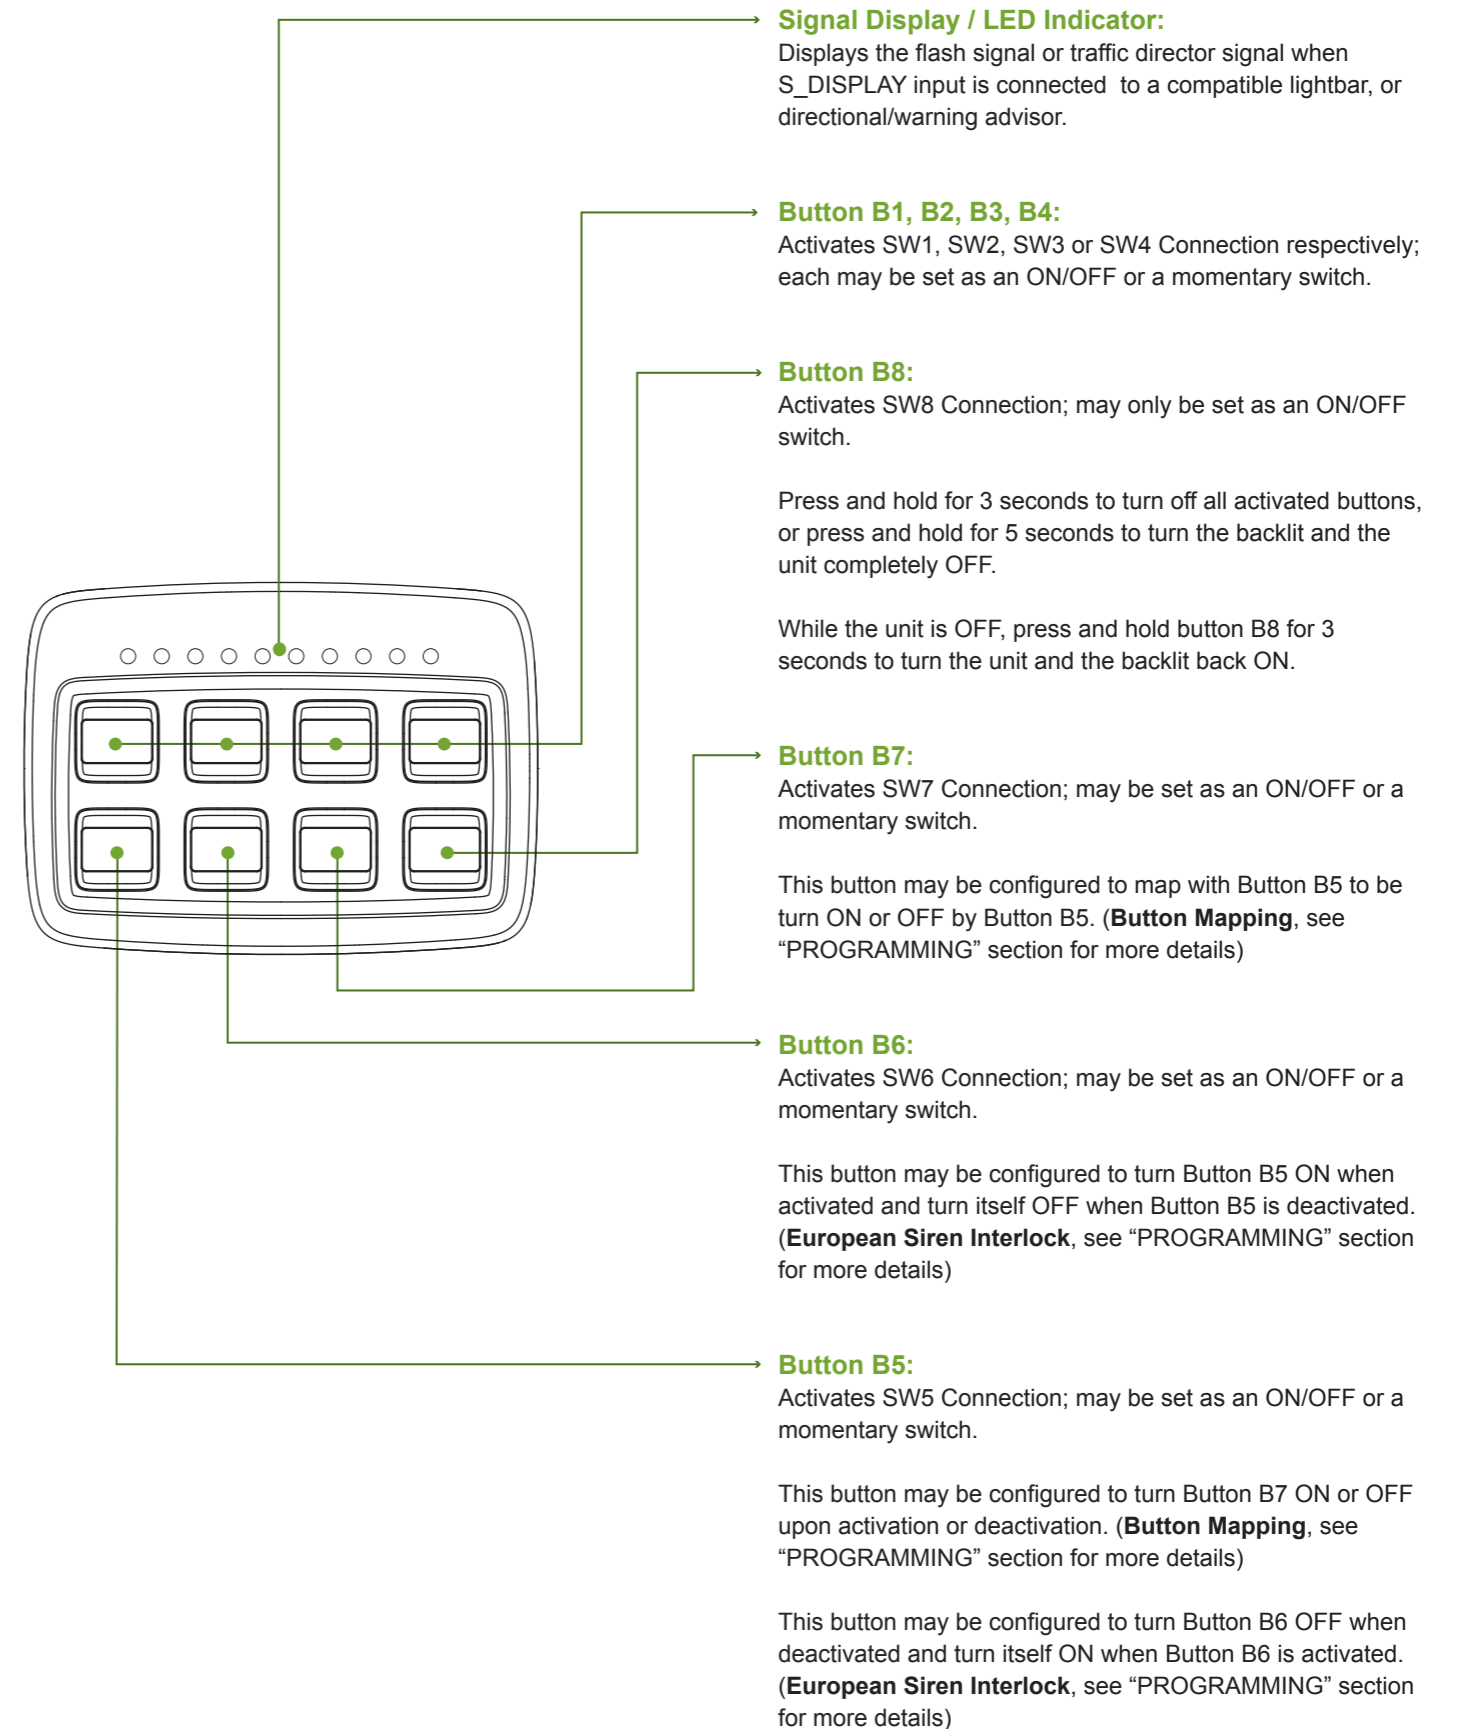 Signal Display / LED Indicator:
Displays the flash signal or traffic director signal when
S_DISPLAY input is connected  to a compatible lightbar, or
directional/warning advisor.
Button B1, B2, B3, B4:
Activates SW1, SW2, SW3 or SW4 Connection respectively;
each may be set as an ON/OFF or a momentary switch.
Button B8:
Activates SW8 Connection; may only be set as an ON/OFF
switch.
Press and hold for 3 seconds to turn off all activated buttons,
or press and hold for 5 seconds to turn the backlit and the
unit completely OFF.
While the unit is OFF, press and hold button B8 for 3
seconds to turn the unit and the backlit back ON.
Button B7:
Activates SW7 Connection; may be set as an ON/OFF or a
momentary switch.
This button may be configured to map with Button B5 to be
turn ON or OFF by Button B5. (Button Mapping, see
“PROGRAMMING” section for more details)
Button B6:
Activates SW6 Connection; may be set as an ON/OFF or a
momentary switch.
This button may be configured to turn Button B5 ON when
activated and turn itself OFF when Button B5 is deactivated.
(European Siren Interlock, see “PROGRAMMING” section
for more details)
Button B5:
Activates SW5 Connection; may be set as an ON/OFF or a
momentary switch.
This button may be configured to turn Button B7 ON or OFF
upon activation or deactivation. (Button Mapping, see
“PROGRAMMING” section for more details)
This button may be configured to turn Button B6 OFF when
deactivated and turn itself ON when Button B6 is activated.
(European Siren Interlock, see “PROGRAMMING” section
for more details)